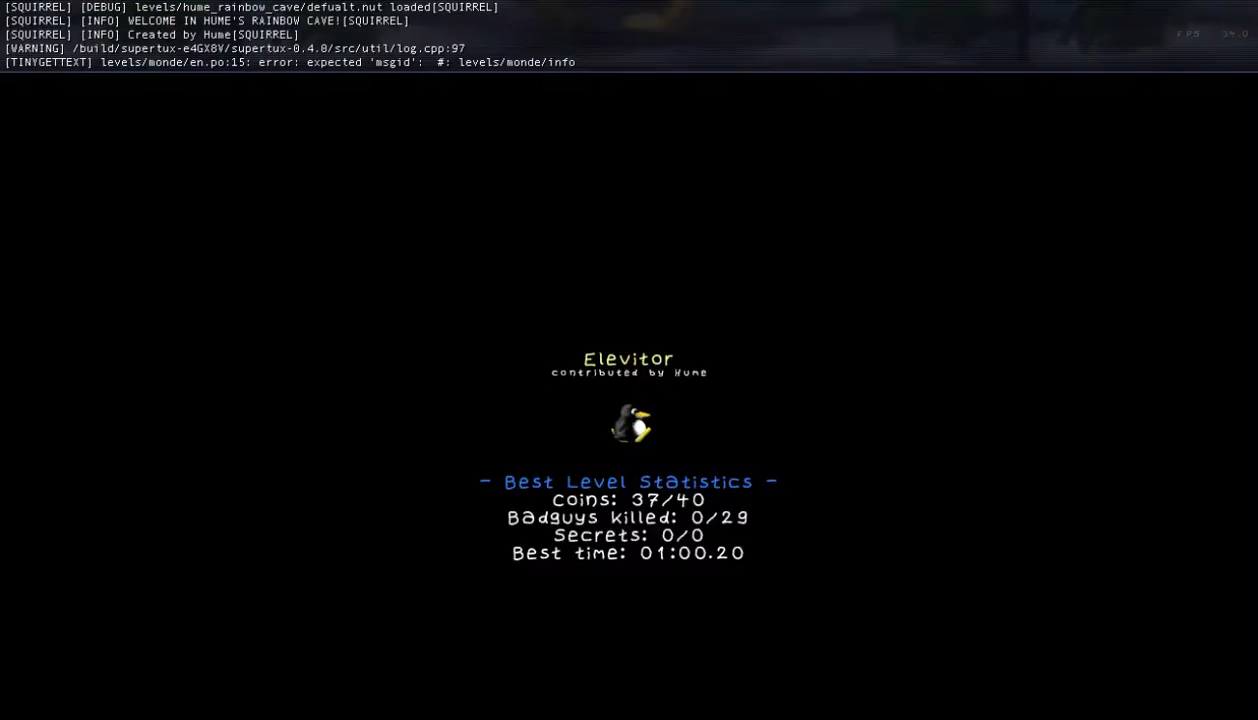 [SQUIRREL] [DEBUG] levels/hume_rainbow_cave/defualt.nut loaded[SQUIRREL]
[SQUIRREL] [INFO] WELCOME IN HUME'S RAINBOW CAVE![SQUIRREL]
[SQUIRREL] [INFO] Created by Hume[SQUIRREL]
FPS 34.0
[WARNING] /build/supertux-e4GX8V/supertux-0.4.0/src/util/log.cpp:97
[TINYGETTEXT] levels/monde/en.po:15: error: expected 'msgid':  #: levels/monde/info
Elevitor
contributed by Hume
- Best Level Statistics -
Coins: 37/40
Badguys killed: 0/29
Secrets: 0/0
Best time: 01:00.20